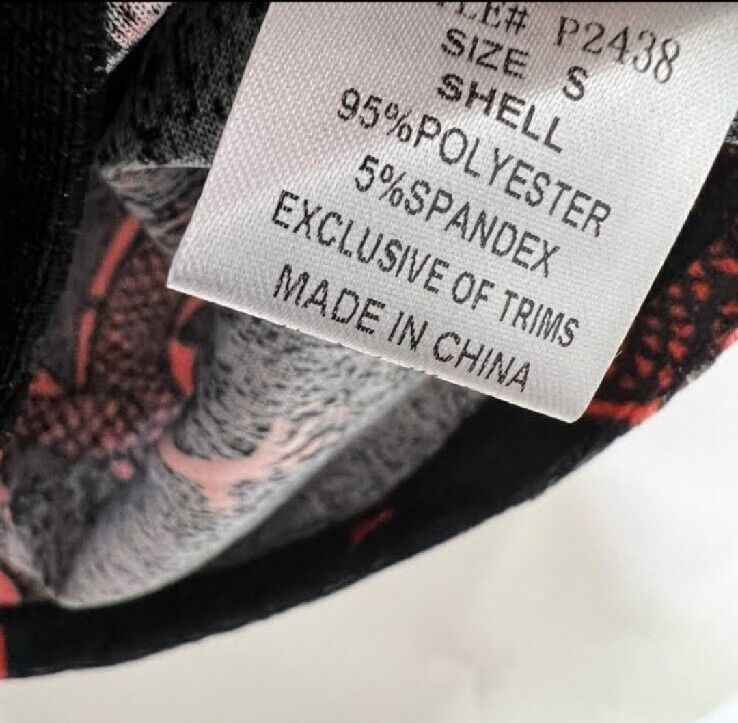 P2438
SIZE S
SHELL
95%POLYESTER
5%SPANDEX
EXCLUSIVE OF TRIMS
MADE IN CHINA